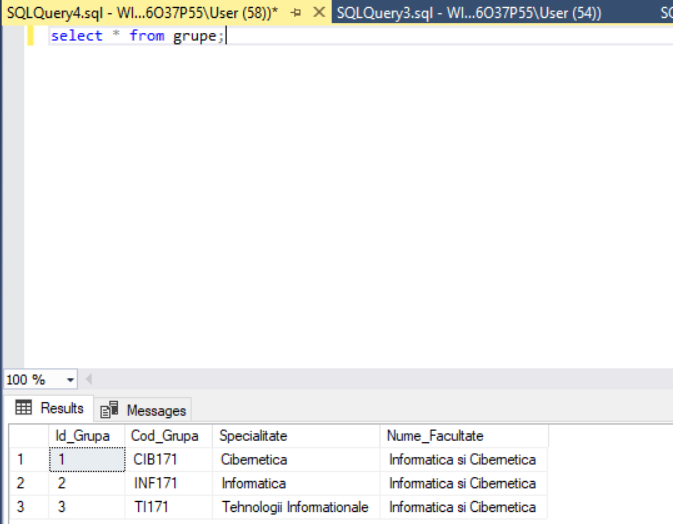 SQLQuery4.sql - WI...6O37P55\User (58))* SQLQuery3.sql - WI...6O37P55\User (54)) SQ
select * from grupe;
100 %
Results Messages
Id_Grupa Cod_Grupa Specialitate Nume_Facultate
1 1 CIB171 Cibernetica Informatica si Cibernetica
2 2 INF171 Informatica Informatica si Cibernetica
3 3 TI171 Tehnologii Informationale Informatica si Cibernetica